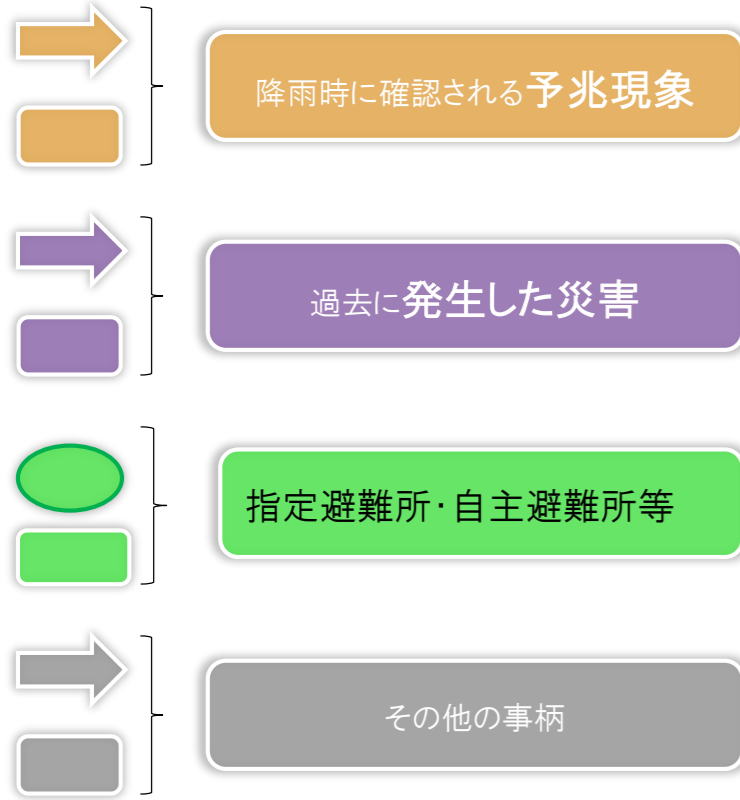 降雨時に確認される予兆現象
過去に発生した災害
指定避難所・自主避難所等
その他の事柄